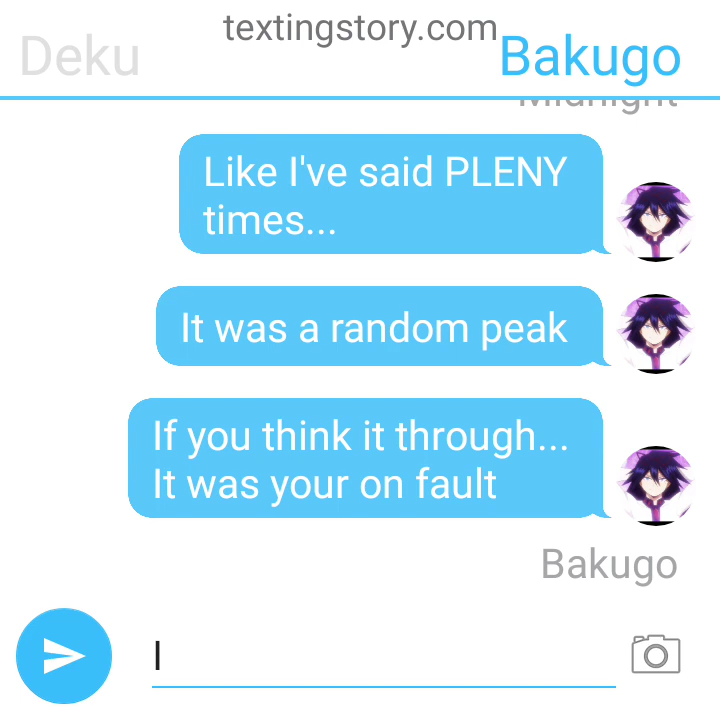 textingstory.com
Deku
Bakugo
Midnight
Like I've said PLENY
times...
It was a random peak
If you think it through...
It was your on fault
Bakugo